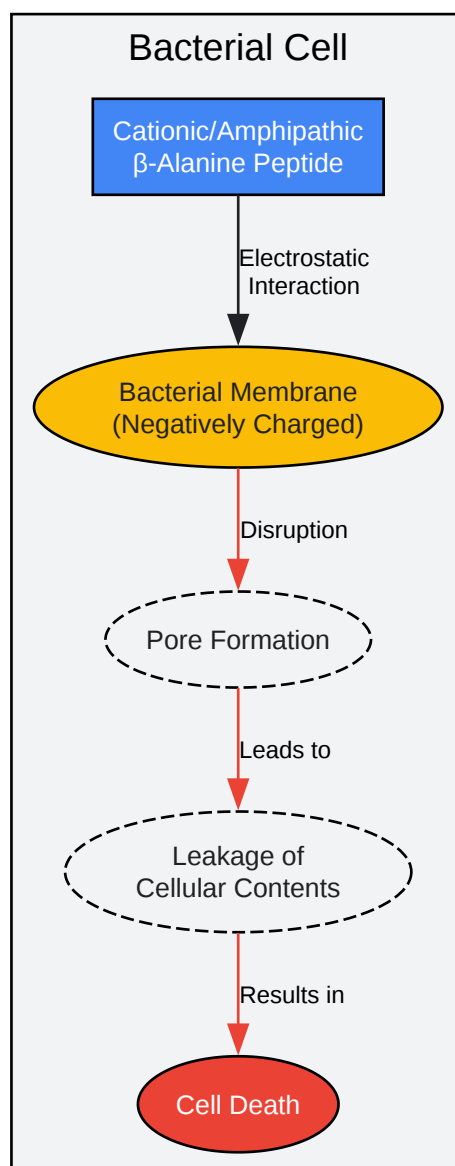 Bacterial Cell
Cationic/Amphipathic
β-Alanine Peptide
Electrostatic
Interaction
Bacterial Membrane
(Negatively Charged)
Disruption
Pore Formation
Leads to
Leakage of
Cellular Contents
Results in
Cell Death